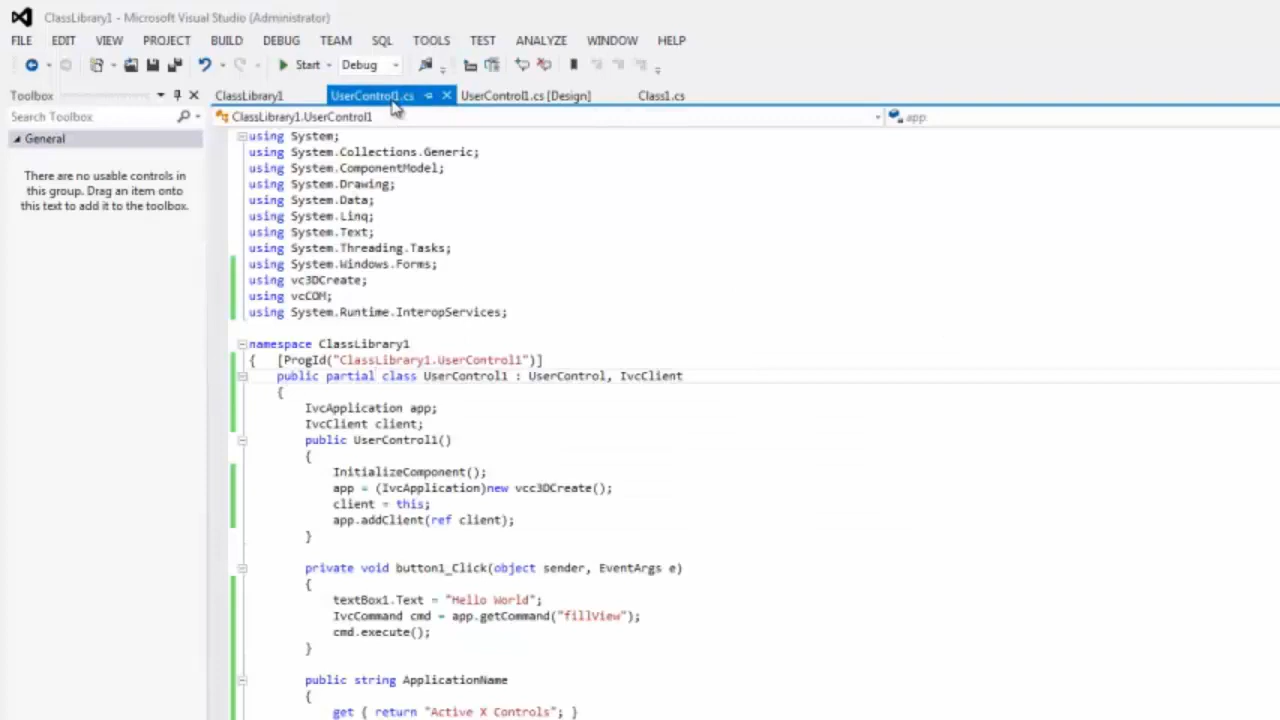 ClassLibrary1 - Microsoft Visual Studio (Administrator)
FILE EDIT VIEW PROJECT BUILD DEBUG TEAM SQL TOOLS TEST ANALYZE WINDOW HELP
Start Debug
Toolbox ClassLibrary1 UserControl1.cs UserControl1.cs [Design] Class1.cs
Search Toolbox ClassLibrary1.UserControl1 app
General
There are no usable controls in
this group. Drag an item onto
this text to add it to the toolbox.
using System;
using System.Collections.Generic;
using System.ComponentModel;
using System.Drawing;
using System.Data;
using System.Linq;
using System.Text;
using System.Threading.Tasks;
using System.Windows.Forms;
using vc3DCreate;
using vcCOM;
using System.Runtime.InteropServices;
namespace ClassLibrary1
{ [ProgId("ClassLibrary1.UserControl1")]
public partial class UserControl1 : UserControl, IvcClient
{
IvcApplication app;
IvcClient client;
public UserControl1()
{
InitializeComponent();
app = (IvcApplication)new vcc3DCreate();
client = this;
app.addClient(ref client);
}
private void button1_Click(object sender, EventArgs e)
{
textBox1.Text = "Hello World";
IvcCommand cmd = app.getCommand("fillView");
cmd.execute();
}
public string ApplicationName
{
get { return "Active X Controls"; }